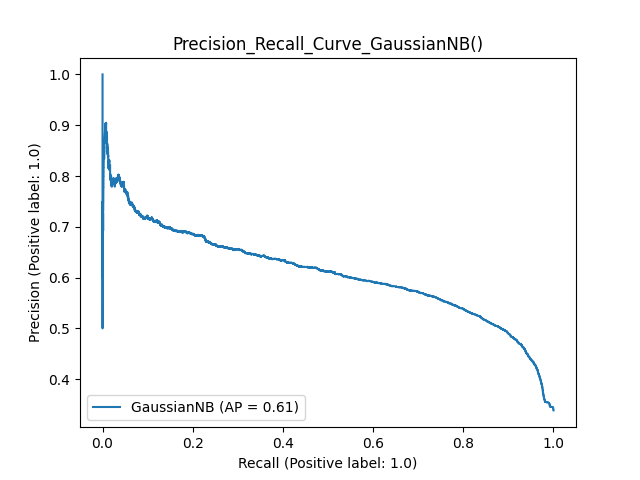 Precision_Recall_Curve_GaussianNB()
1.0
0.9
0.8
0.7
0.6
0.5
0.4
Precision (Positive label: 1.0)
GaussianNB (AP = 0.61)
0.0 0.2 0.4 0.6 0.8 1.0
Recall (Positive label: 1.0)